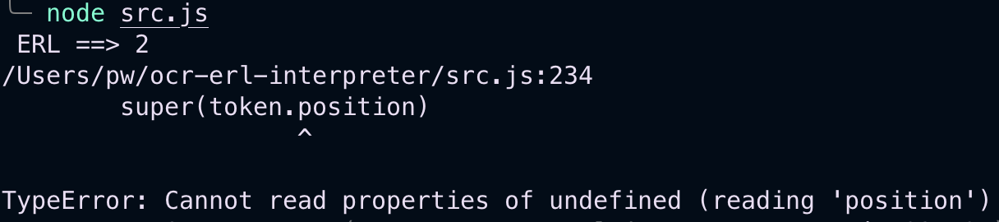 ╰─ node src.js
 ERL ==> 2
/Users/pw/ocr-erl-interpreter/src.js:234
        super(token.position)
                    ^
TypeError: Cannot read properties of undefined (reading 'position')